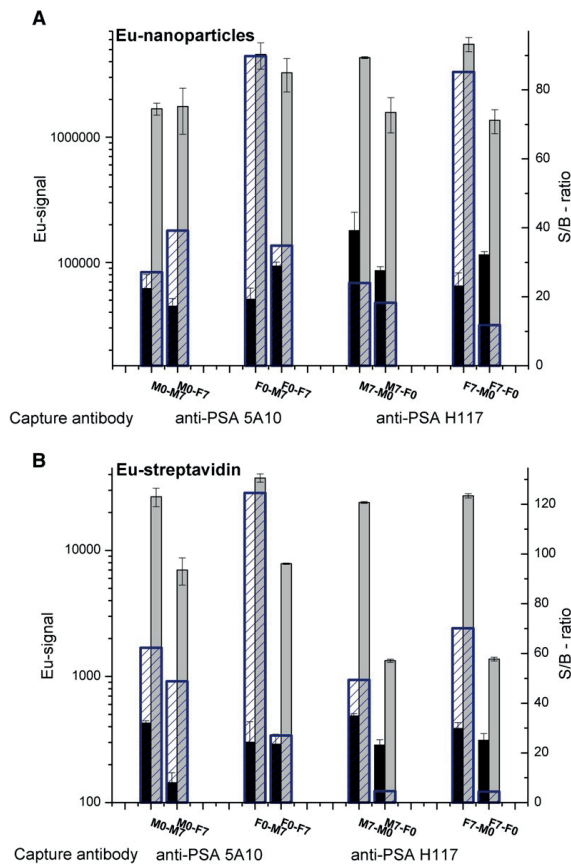 A
Eu-nanoparticles
1000000
100000
Eu-signal
80
60
40
20
0
S/B - ratio
M0-M7
M0-F7
F0-M7
F0-F7
M7-M0
M7-F0
F7-M0
F7-F0
Capture antibody anti-PSA 5A10 anti-PSA H117
B
Eu-streptavidin
10000
1000
100
Eu-signal
120
100
80
60
40
20
0
S/B - ratio
M0-M7
M0-F7
F0-M7
F0-F7
M7-M0
M7-F0
F7-M0
F7-F0
Capture antibody anti-PSA 5A10 anti-PSA H117